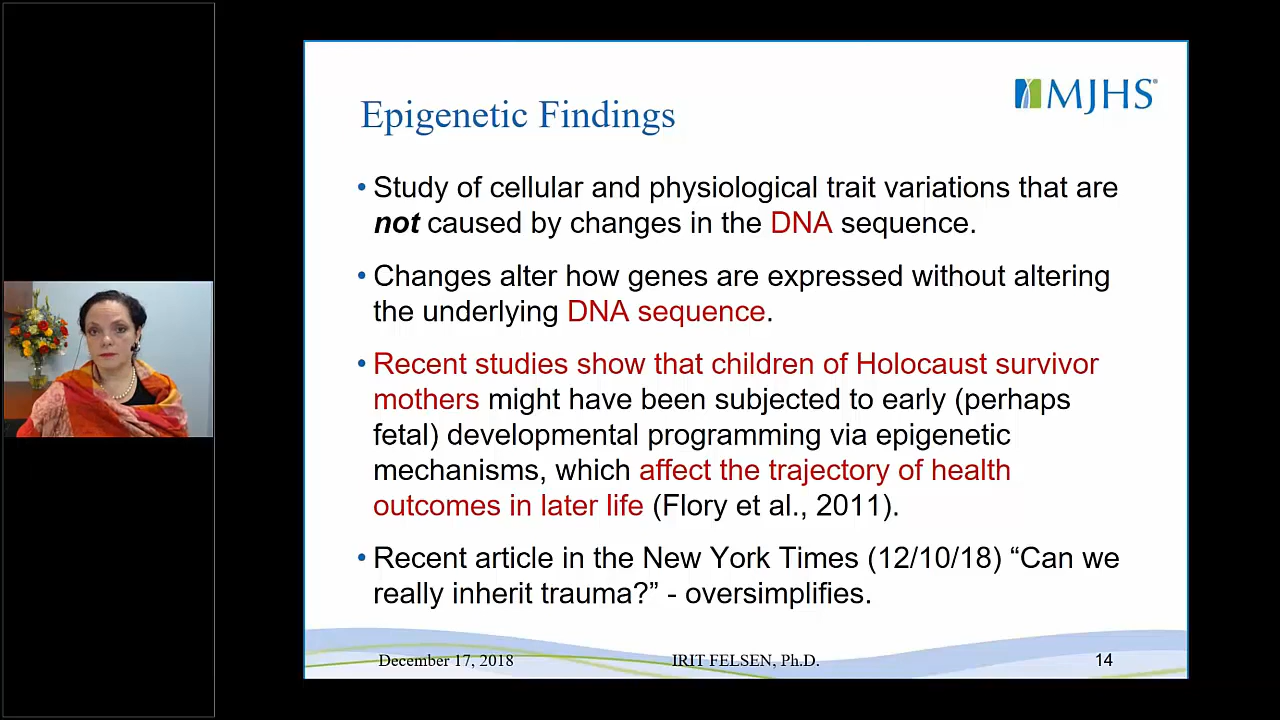 MJHS
Epigenetic Findings
• Study of cellular and physiological trait variations that are
not caused by changes in the DNA sequence.
• Changes alter how genes are expressed without altering
the underlying DNA sequence.
• Recent studies show that children of Holocaust survivor
mothers might have been subjected to early (perhaps
fetal) developmental programming via epigenetic
mechanisms, which affect the trajectory of health
outcomes in later life (Flory et al., 2011).
• Recent article in the New York Times (12/10/18) “Can we
really inherit trauma?” - oversimplifies.
December 17, 2018 IRIT FELSEN, Ph.D. 14